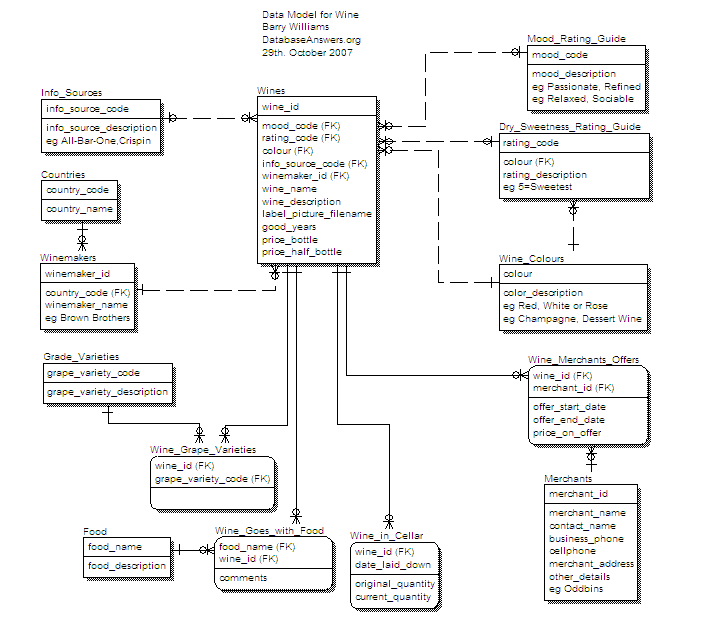 Data Model for Wine
Barry Williams
DatabaseAnswers.org
29th. October 2007
Mood_Rating_Guide
mood_code
mood_description
eg Passionate, Refined
eg Relaxed, Sociable
Info_Sources
info_source_code
info_source_description
eg All-Bar-One,Crispin
Wines
wine_id
mood_code (FK)
rating_code (FK)
colour (FK)
info_source_code (FK)
winemaker_id (FK)
wine_name
wine_description
label_picture_filename
good_years
price_bottle
price_half_bottle
Dry_Sweetness_Rating_Guide
rating_code
colour (FK)
rating_description
eg 5=Sweetest
Countries
country_code
country_name
Winemakers
winemaker_id
country_code (FK)
winemaker_name
eg Brown Brothers
Wine_Colours
colour
color_description
eg Red, White or Rose
eg Champagne, Dessert Wine
Grade_Varieties
grape_variety_code
grape_variety_description
Wine_Merchants_Offers
wine_id (FK)
merchant_id (FK)
offer_start_date
offer_end_date
price_on_offer
Wine_Grape_Varieties
wine_id (FK)
grape_variety_code (FK)
Merchants
merchant_id
merchant_name
contact_name
business_phone
cellphone
merchant_address
other_details
eg Oddbins
Food
food_name
food_description
Wine_Goes_with_Food
food_name (FK)
wine_id (FK)
comments
Wine_in_Cellar
wine_id (FK)
date_laid_down
original_quantity
current_quantity